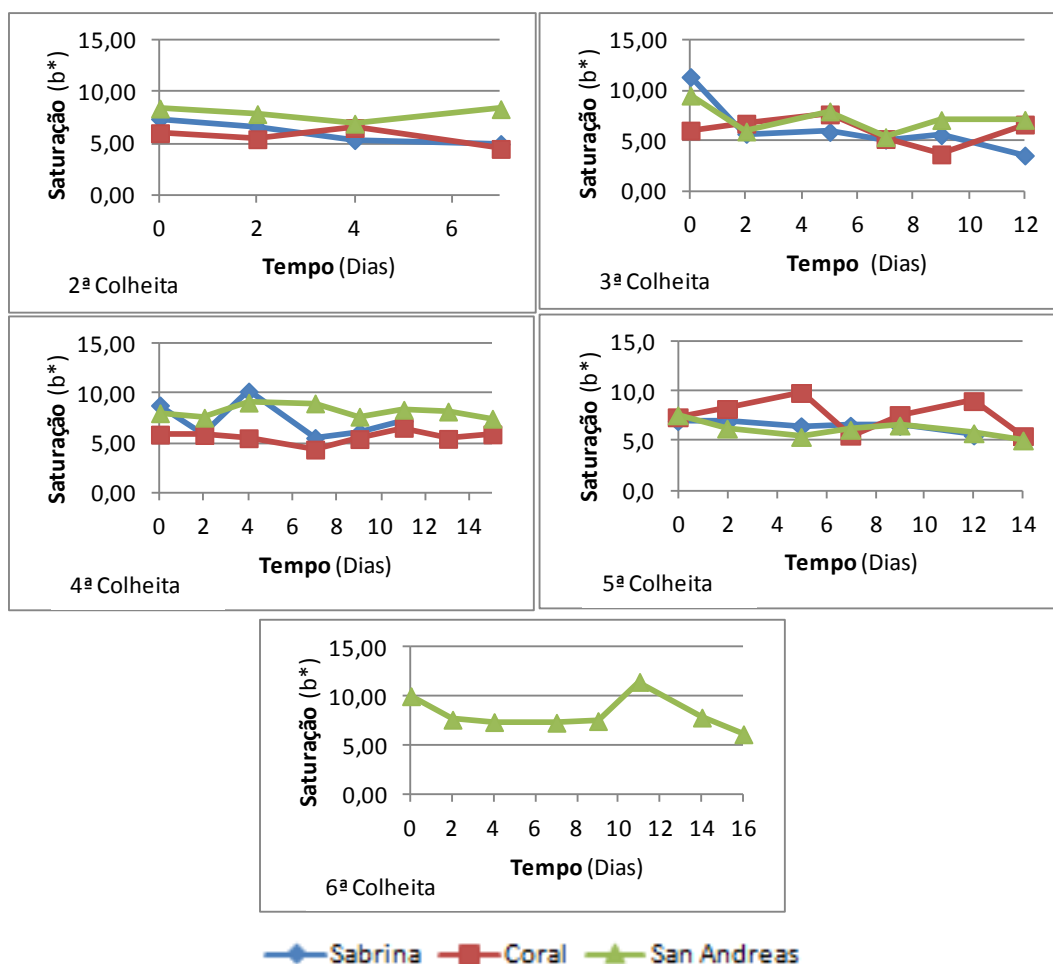 Saturação (b*)
15,00
10,00
5,00
0,00
0 2 4 6
Tempo (Dias)
2ª Colheita
Saturação (b*)
15,00
10,00
5,00
0,00
0 2 4 6 8 10 12
Tempo (Dias)
3ª Colheita
Saturação (b*)
15,00
10,00
5,00
0,00
0 2 4 6 8 10 12 14
Tempo (Dias)
4ª Colheita
Saturação (b*)
15,0
10,0
5,0
0,0
0 2 4 6 8 10 12 14
Tempo (Dias)
5ª Colheita
Saturação (b*)
15,00
10,00
5,00
0,00
0 2 4 6 8 10 12 14 16
Tempo (Dias)
6ª Colheita
Sabrina Coral San Andreas